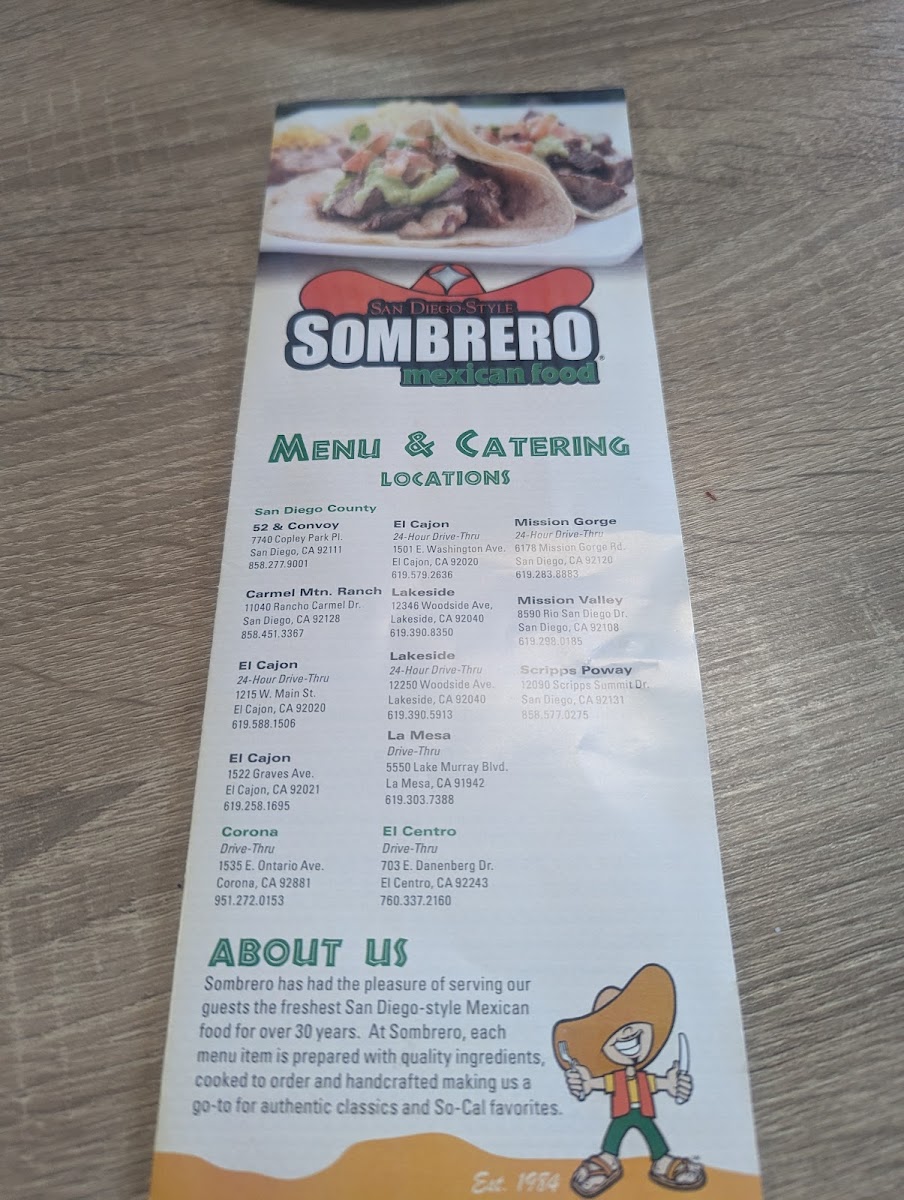 San Diego-Style
SOMBRERO®
mexican food
Menu & Catering
Locations
San Diego County
52 & Convoy
7740 Copley Park Pl.
San Diego, CA 92111
858.277.9001
Carmel Mtn. Ranch
11040 Rancho Carmel Dr.
San Diego, CA 92128
858.451.3367
El Cajon
24-Hour Drive-Thru
1215 W. Main St.
El Cajon, CA 92020
619.588.1506
El Cajon
1522 Graves Ave.
El Cajon, CA 92021
619.258.1695
El Cajon
24-Hour Drive-Thru
1501 E. Washington Ave.
El Cajon, CA 92020
619.579.2636
Lakeside
12346 Woodside Ave,
Lakeside, CA 92040
619.390.8350
Lakeside
24-Hour Drive-Thru
12250 Woodside Ave.
Lakeside, CA 92040
619.390.5913
La Mesa
Drive-Thru
5550 Lake Murray Blvd.
La Mesa, CA 91942
619.303.7388
Mission Gorge
24-Hour Drive-Thru
6178 Mission Gorge Rd.
San Diego, CA 92120
619.283.8883
Mission Valley
8590 Rio San Diego Dr.
San Diego, CA 92108
619.298.0185
Scripps Poway
12090 Scripps Summit Dr.
San Diego, CA 92131
858.577.0275
Corona
Drive-Thru
1535 E. Ontario Ave.
Corona, CA 92881
951.272.0153
El Centro
Drive-Thru
703 E. Danenberg Dr.
El Centro, CA 92243
760.337.2160
About Us
Sombrero has had the pleasure of serving our
guests the freshest San Diego-style Mexican
food for over 30 years. At Sombrero, each
menu item is prepared with quality ingredients,
cooked to order and handcrafted making us a
go-to for authentic classics and So-Cal favorites.
Est. 1984